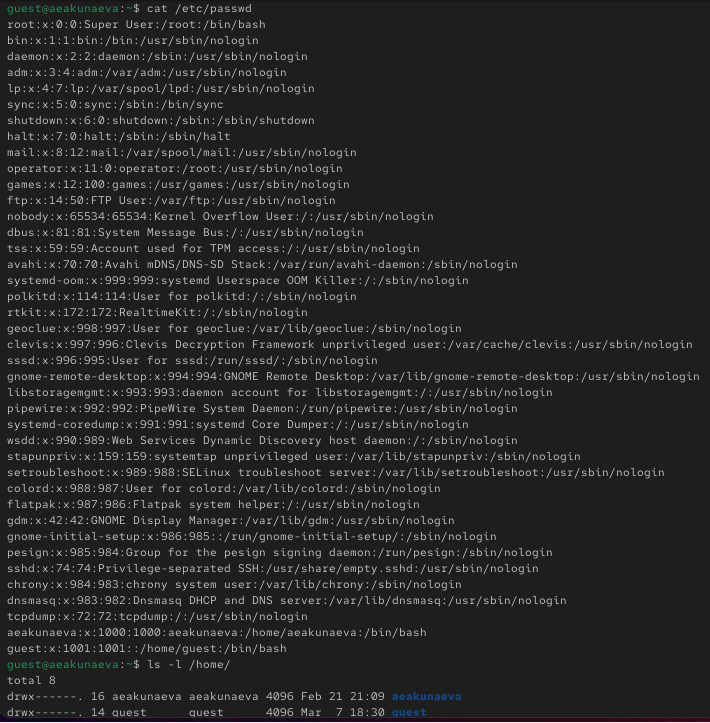 guest@aeakunaeva:~$ cat /etc/passwd
root:x:0:0:Super User:/root:/bin/bash
bin:x:1:1:bin:/bin:/usr/sbin/nologin
daemon:x:2:2:daemon:/sbin:/usr/sbin/nologin
adm:x:3:4:adm:/var/adm:/usr/sbin/nologin
lp:x:4:7:lp:/var/spool/lpd:/usr/sbin/nologin
sync:x:5:0:sync:/sbin:/bin/sync
shutdown:x:6:0:shutdown:/sbin:/sbin/shutdown
halt:x:7:0:halt:/sbin:/sbin/halt
mail:x:8:12:mail:/var/spool/mail:/usr/sbin/nologin
operator:x:11:0:operator:/root:/usr/sbin/nologin
games:x:12:100:games:/usr/games:/usr/sbin/nologin
ftp:x:14:50:FTP User:/var/ftp:/usr/sbin/nologin
nobody:x:65534:65534:Kernel Overflow User:/:/usr/sbin/nologin
dbus:x:81:81:System Message Bus:/:/usr/sbin/nologin
tss:x:59:59:Account used for TPM access:/:/usr/sbin/nologin
avahi:x:70:70:Avahi mDNS/DNS-SD Stack:/var/run/avahi-daemon:/sbin/nologin
systemd-oom:x:999:999:systemd Userspace OOM Killer:/:/sbin/nologin
polkitd:x:114:114:User for polkitd:/:/sbin/nologin
rtkit:x:172:172:RealtimeKit:/:/sbin/nologin
geoclue:x:998:997:User for geoclue:/var/lib/geoclue:/sbin/nologin
clevis:x:997:996:Clevis Decryption Framework unprivileged user:/var/cache/clevis:/usr/sbin/nologin
sssd:x:996:995:User for sssd:/run/sssd/:/sbin/nologin
gnome-remote-desktop:x:994:994:GNOME Remote Desktop:/var/lib/gnome-remote-desktop:/usr/sbin/nologin
libstoragemgmt:x:993:993:daemon account for libstoragemgmt:/:/usr/sbin/nologin
pipewire:x:992:992:PipeWire System Daemon:/run/pipewire:/usr/sbin/nologin
systemd-coredump:x:991:991:systemd Core Dumper:/:/usr/sbin/nologin
wsdd:x:990:989:Web Services Dynamic Discovery host daemon:/:/sbin/nologin
stapunpriv:x:159:159:systemtap unprivileged user:/var/lib/stapunpriv:/sbin/nologin
setroubleshoot:x:989:988:SELinux troubleshoot server:/var/lib/setroubleshoot:/usr/sbin/nologin
colord:x:988:987:User for colord:/var/lib/colord:/sbin/nologin
flatpak:x:987:986:Flatpak system helper:/:/usr/sbin/nologin
gdm:x:42:42:GNOME Display Manager:/var/lib/gdm:/usr/sbin/nologin
gnome-initial-setup:x:986:985::/run/gnome-initial-setup/:/sbin/nologin
pesign:x:985:984:Group for the pesign signing daemon:/run/pesign:/sbin/nologin
sshd:x:74:74:Privilege-separated SSH:/usr/share/empty.sshd:/usr/sbin/nologin
chrony:x:984:983:chrony system user:/var/lib/chrony:/sbin/nologin
dnsmasq:x:983:982:Dnsmasq DHCP and DNS server:/var/lib/dnsmasq:/usr/sbin/nologin
tcpdump:x:72:72:tcpdump:/:/usr/sbin/nologin
aeakunaeva:x:1000:1000:aeakunaeva:/home/aeakunaeva:/bin/bash
guest:x:1001:1001::/home/guest:/bin/bash
guest@aeakunaeva:~$ ls -l /home/
total 8
drwx------. 16 aeakunaeva aeakunaeva 4096 Feb 21 21:09 aeakunaeva
drwx------. 14 guest      guest      4096 Mar  7 18:30 guest